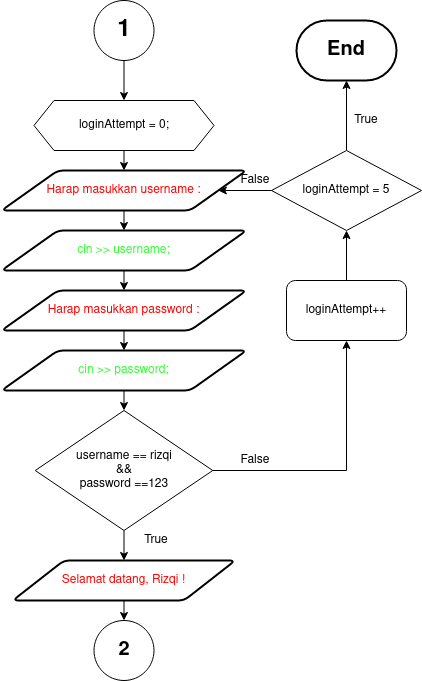 1
End
loginAttempt = 0;
True
Harap masukkan username :
False
loginAttempt = 5
cin >> username;
Harap masukkan password :
loginAttempt++
cin >> password;
username == rizqi
&&
password ==123
False
True
Selamat datang, Rizqi !
2